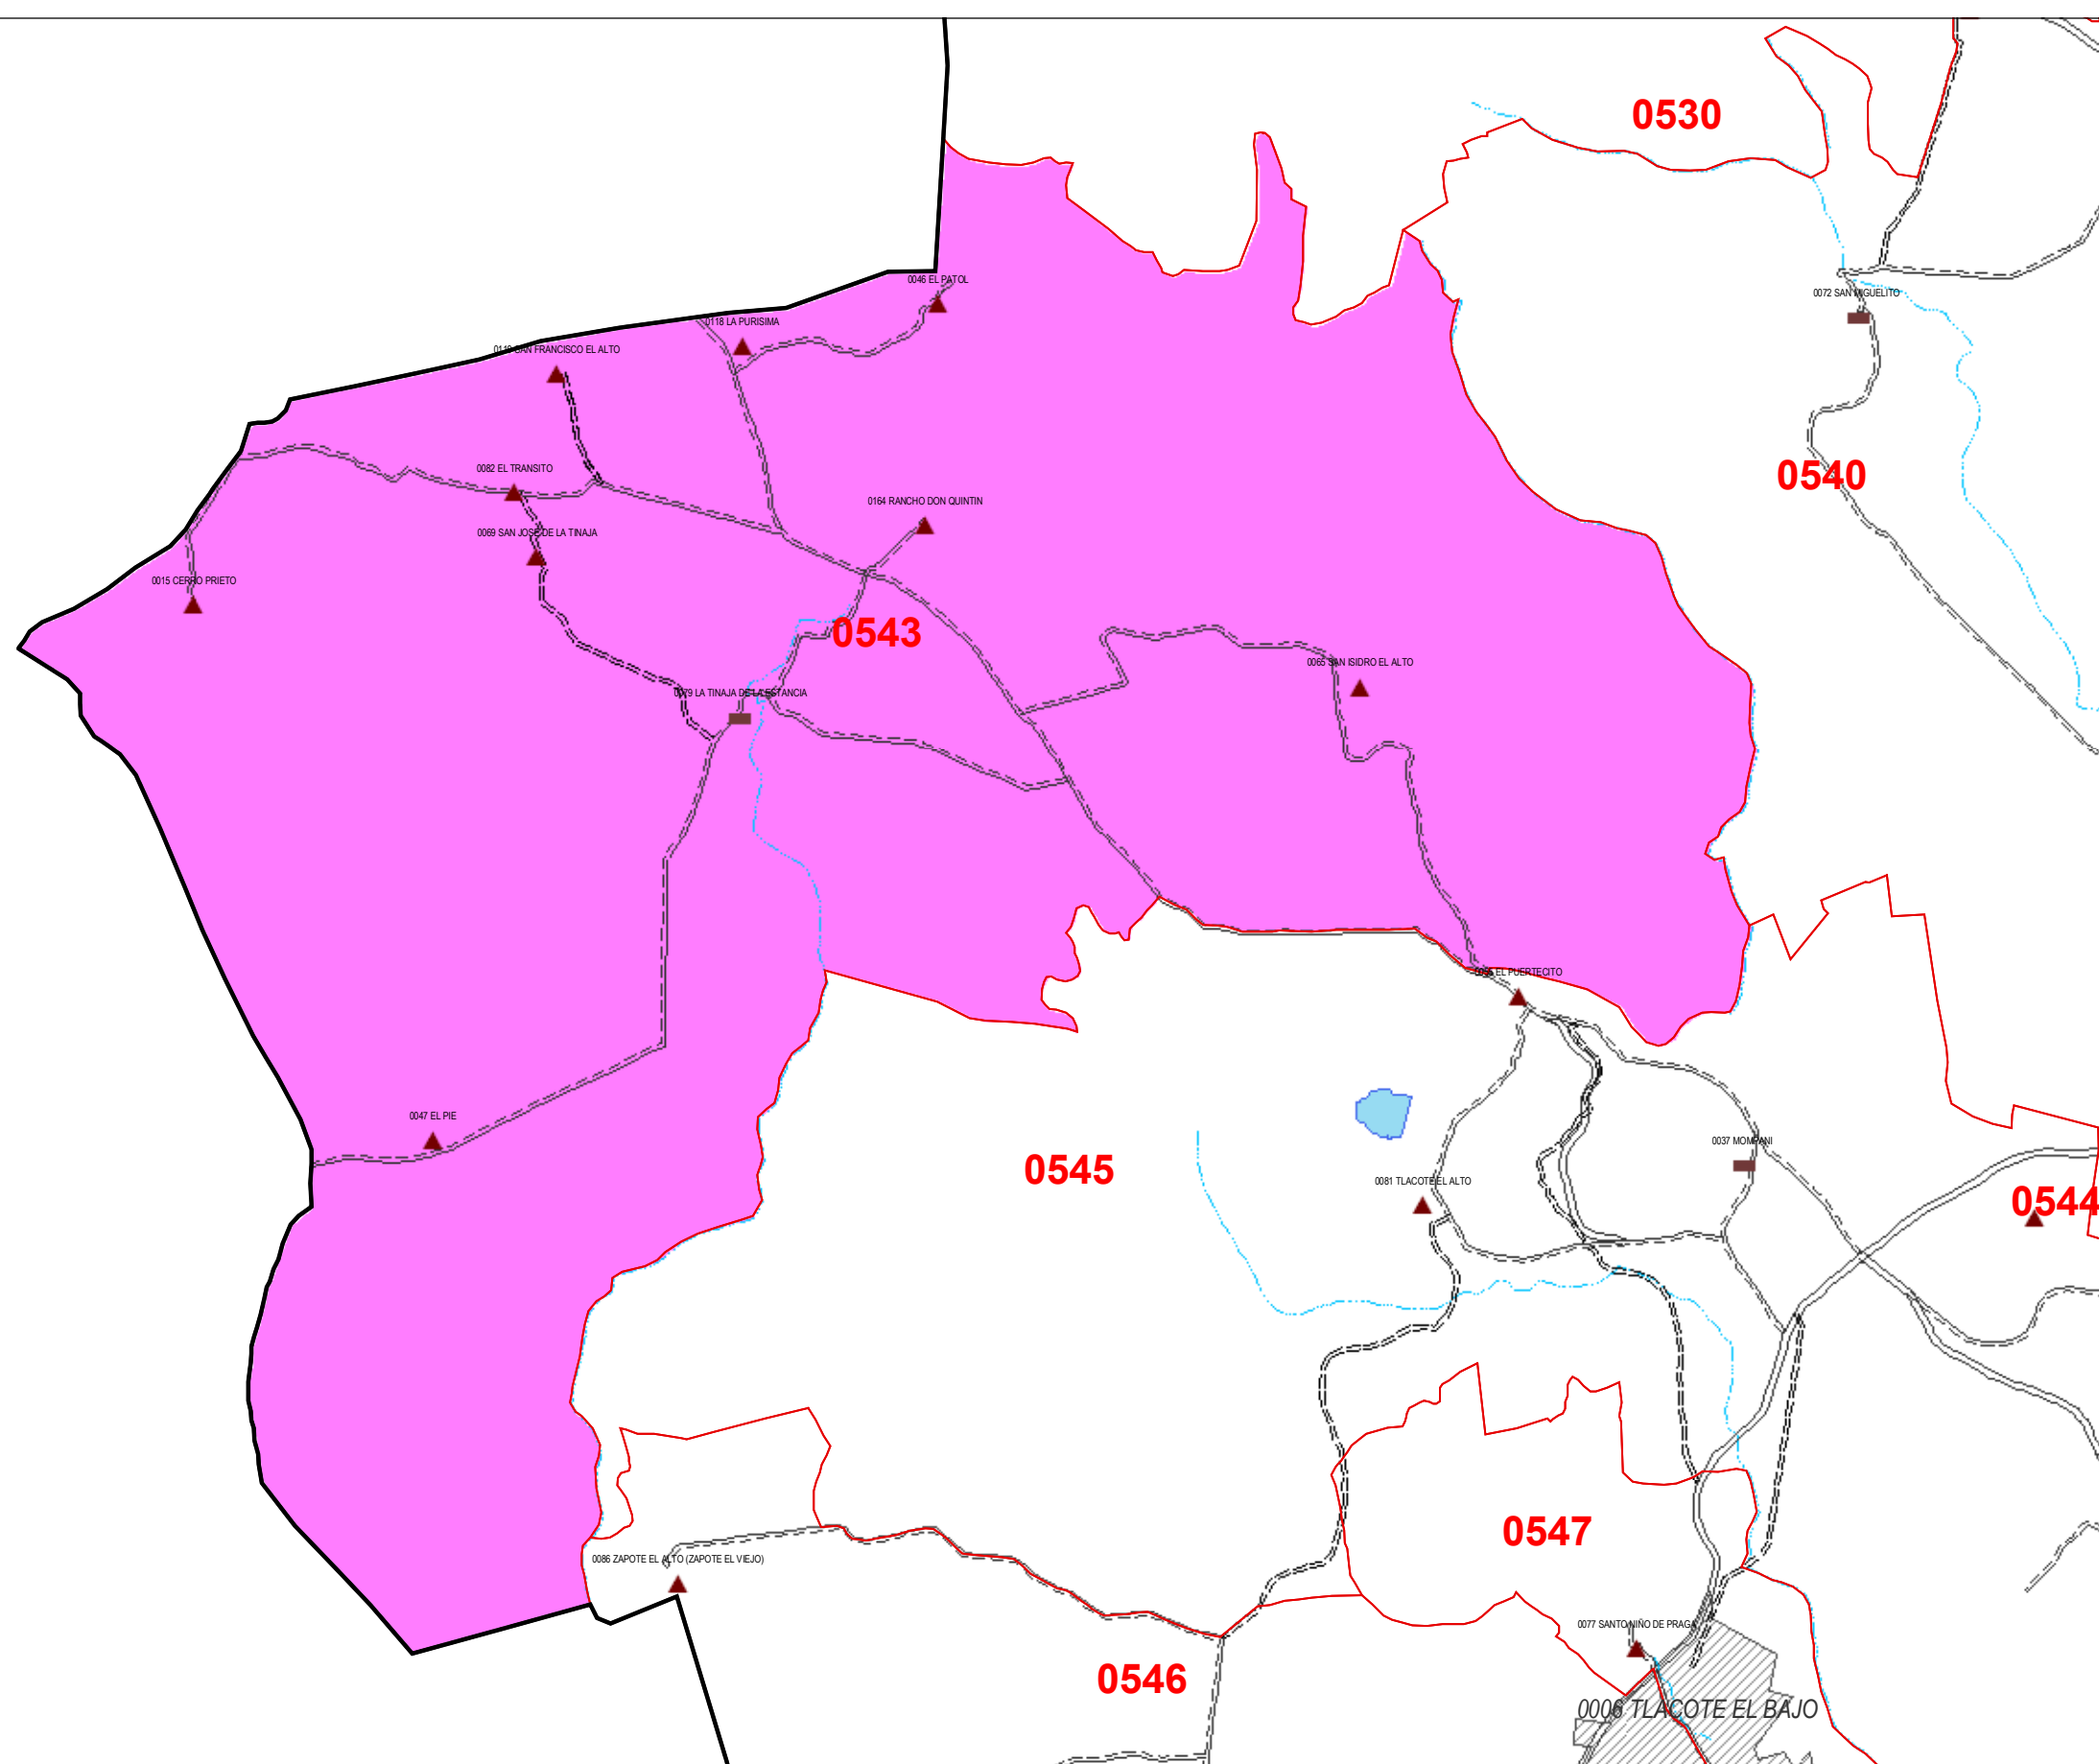 0530
0046 EL PATOL
0072 SAN MIGUELITO
0118 LA PURISIMA
SAN FRANCISCO EL ALTO
0082 EL TRANSITO
0540
0164 RANCHO DON QUINTIN
0069 SAN JOSE DE LA TINAJA
0015 CERRO PRIETO
0543
0065 SAN ISIDRO EL ALTO
0079 LA TINAJA DE LA ESTANCIA
EL PUERTECITO
0047 EL PIE
0037 MOMPANI
0545
0081 TLACOTE EL ALTO
0544
0547
0086 ZAPOTE EL ALTO (ZAPOTE EL VIEJO)
0077 SANTO NIÑO DE PRAGA
0546
0006 TLACOTE EL BAJO